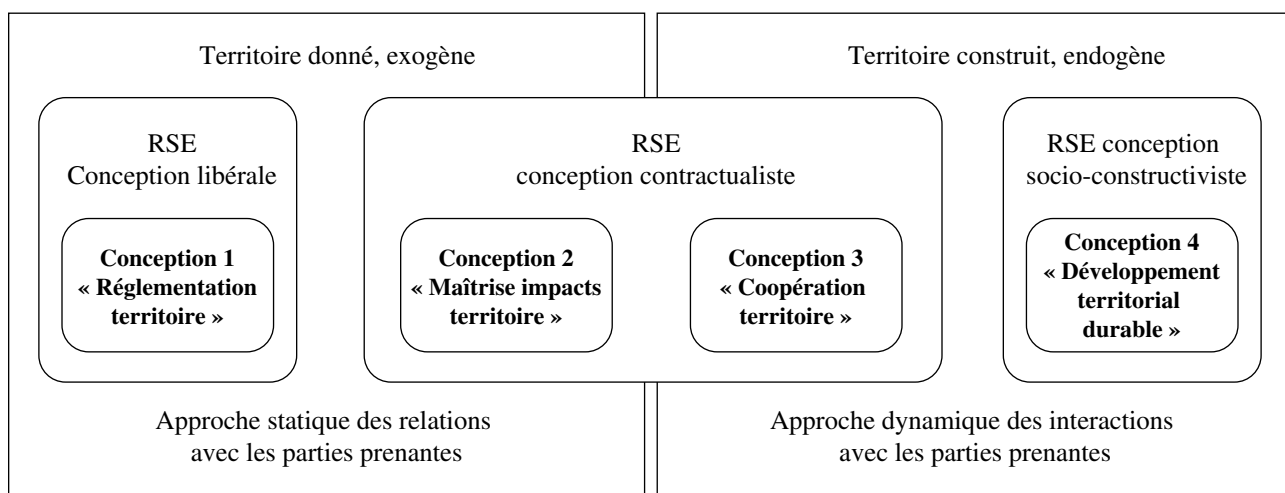 Territoire donné, exogène
Territoire construit, endogène
RSE
Conception libérale
RSE
conception contractualiste
RSE conception
socio-constructiviste
Conception 1
« Réglementation
territoire »
Conception 2
« Maîtrise impacts
territoire »
Conception 3
« Coopération
territoire »
Conception 4
« Développement
territorial
durable »
Approche statique des relations
avec les parties prenantes
Approche dynamique des interactions
avec les parties prenantes